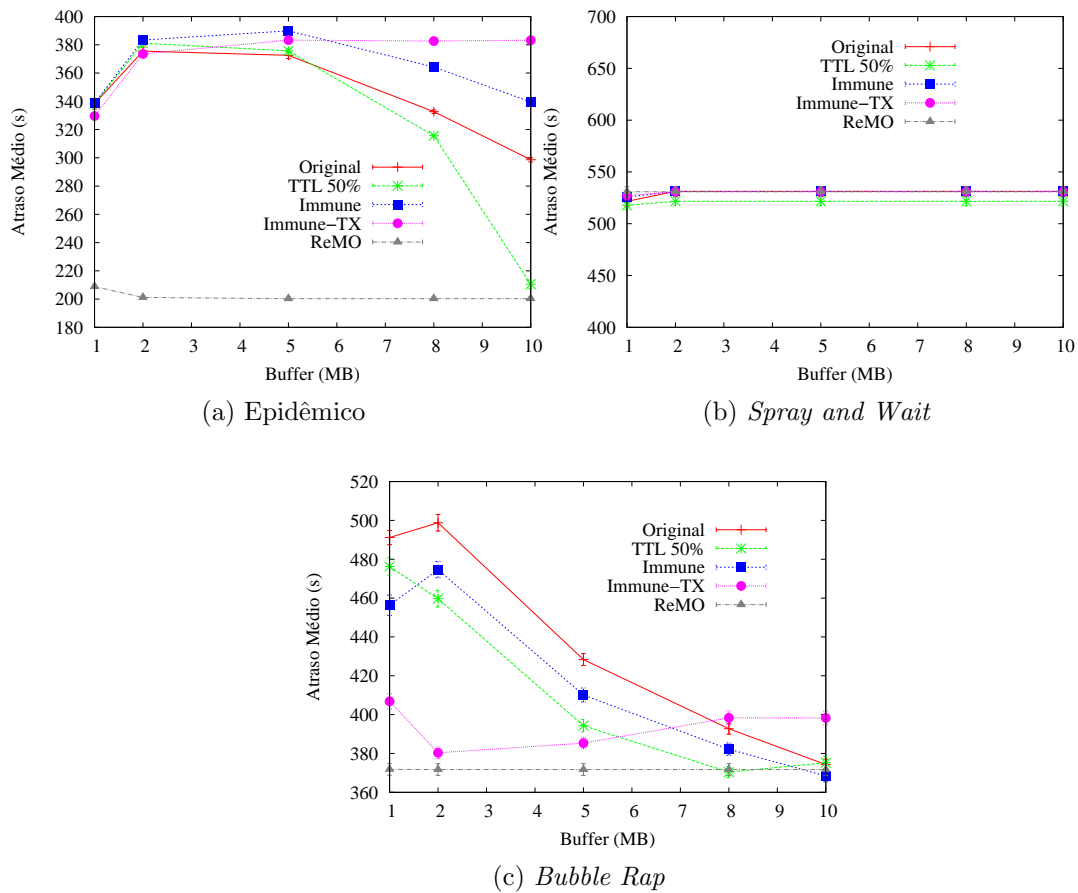 400
380
360
340
320
300
280
260
240
220
200
180
1 2 3 4 5 6 7 8 9 10
Atraso Médio (s)
Buffer (MB)
Original
TTL 50%
Immune
Immune−TX
ReMO
(a) Epidêmico
700
650
600
550
500
450
400
1 2 3 4 5 6 7 8 9 10
Atraso Médio (s)
Buffer (MB)
Original
TTL 50%
Immune
Immune−TX
ReMO
(b) Spray and Wait
520
500
480
460
440
420
400
380
360
1 2 3 4 5 6 7 8 9 10
Atraso Médio (s)
Buffer (MB)
Original
TTL 50%
Immune
Immune−TX
ReMO
(c) Bubble Rap